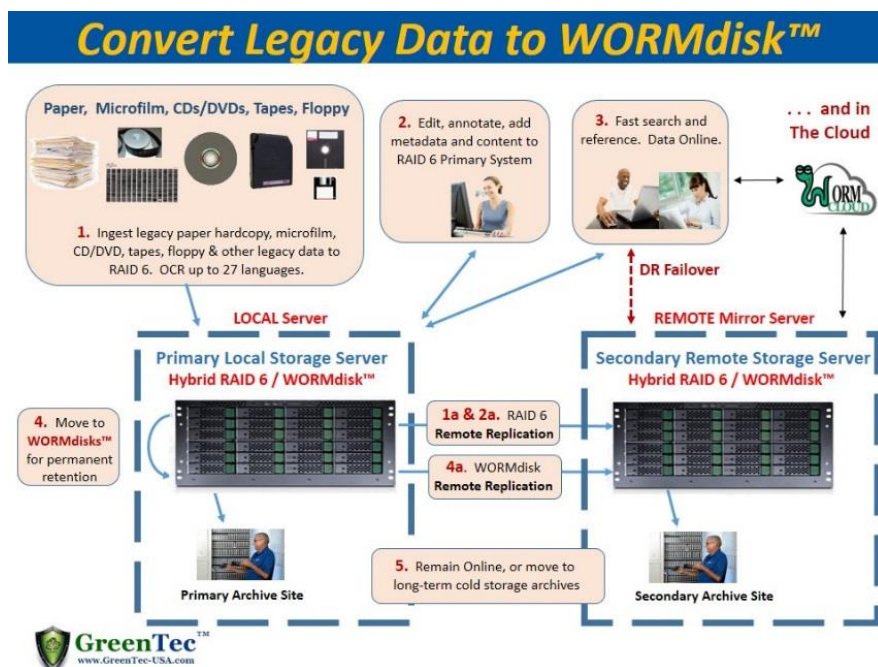 Convert Legacy Data to WORMdisk™
Paper, Microfilm, CDs/DVDs, Tapes, Floppy
1. Ingest legacy paper hardcopy, microfilm,
CD/DVD, tapes, floppy & other legacy data to
RAID 6. OCR up to 27 languages.
2. Edit, annotate, add
metadata and content to
RAID 6 Primary System
3. Fast search and
reference. Data Online.
. . . and in
The Cloud
WORM
CLOUD
DR Failover
LOCAL Server
REMOTE Mirror Server
Primary Local Storage Server
Hybrid RAID 6 / WORMdisk™
Secondary Remote Storage Server
Hybrid RAID 6 / WORMdisk™
4. Move to
WORMdisks™
for permanent
retention
1a & 2a. RAID 6
Remote Replication
4a. WORMdisk
Remote Replication
5. Remain Online, or move to
long-term cold storage archives
Primary Archive Site
Secondary Archive Site
GreenTec™
www.GreenTec-USA.com